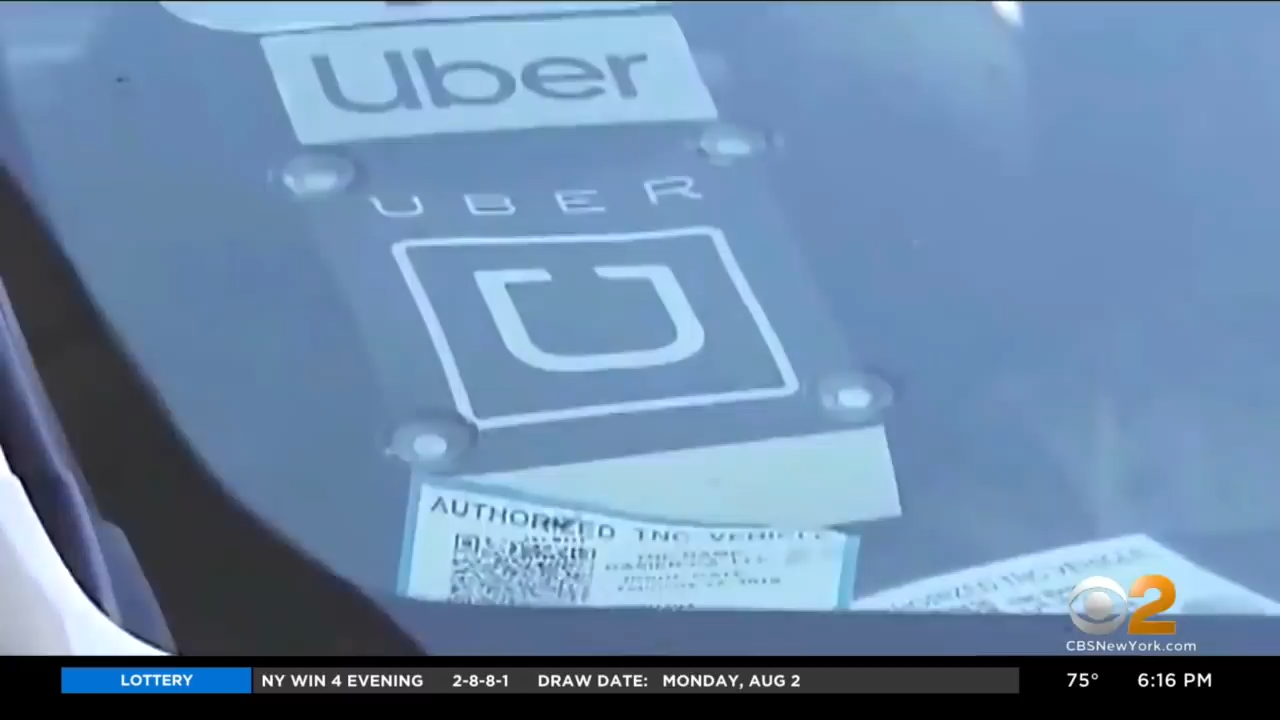 Uber
UBER
U
AUTHORIZED TNC VEHICLE
2
CBSNewYork.com
LOTTERY NY WIN 4 EVENING 2-8-8-1 DRAW DATE: MONDAY, AUG 2 75° 6:16 PM